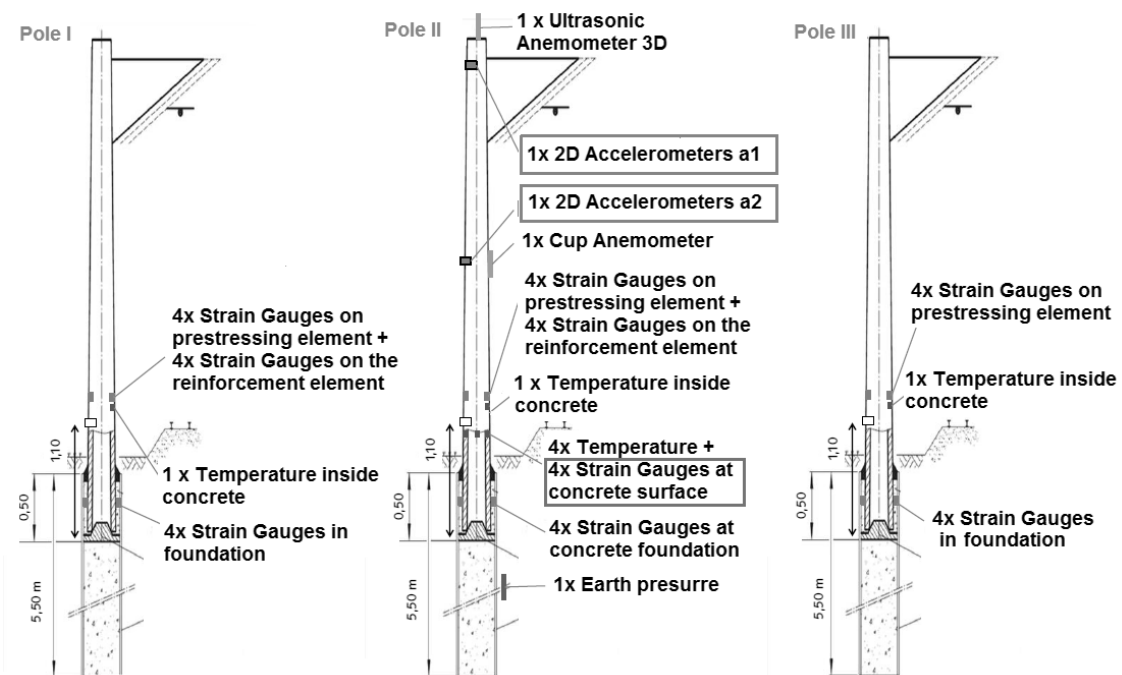 Pole I
4x Strain Gauges on
prestressing element +
4x Strain Gauges on the
reinforcement element
1 x Temperature inside
concrete
4x Strain Gauges in
foundation
1,10
0,50
5,50 m
Pole II
1 x Ultrasonic
Anemometer 3D
1x 2D Accelerometers a1
1x 2D Accelerometers a2
1x Cup Anemometer
4x Strain Gauges on
prestressing element +
4x Strain Gauges on the
reinforcement element
1 x Temperature inside
concrete
4x Temperature +
4x Strain Gauges at
concrete surface
4x Strain Gauges at
concrete foundation
1x Earth presurre
1,10
0,50
5,50 m
Pole III
4x Strain Gauges on
prestressing element
1x Temperature inside
concrete
4x Strain Gauges
in foundation
1,10
0,50
5,50 m